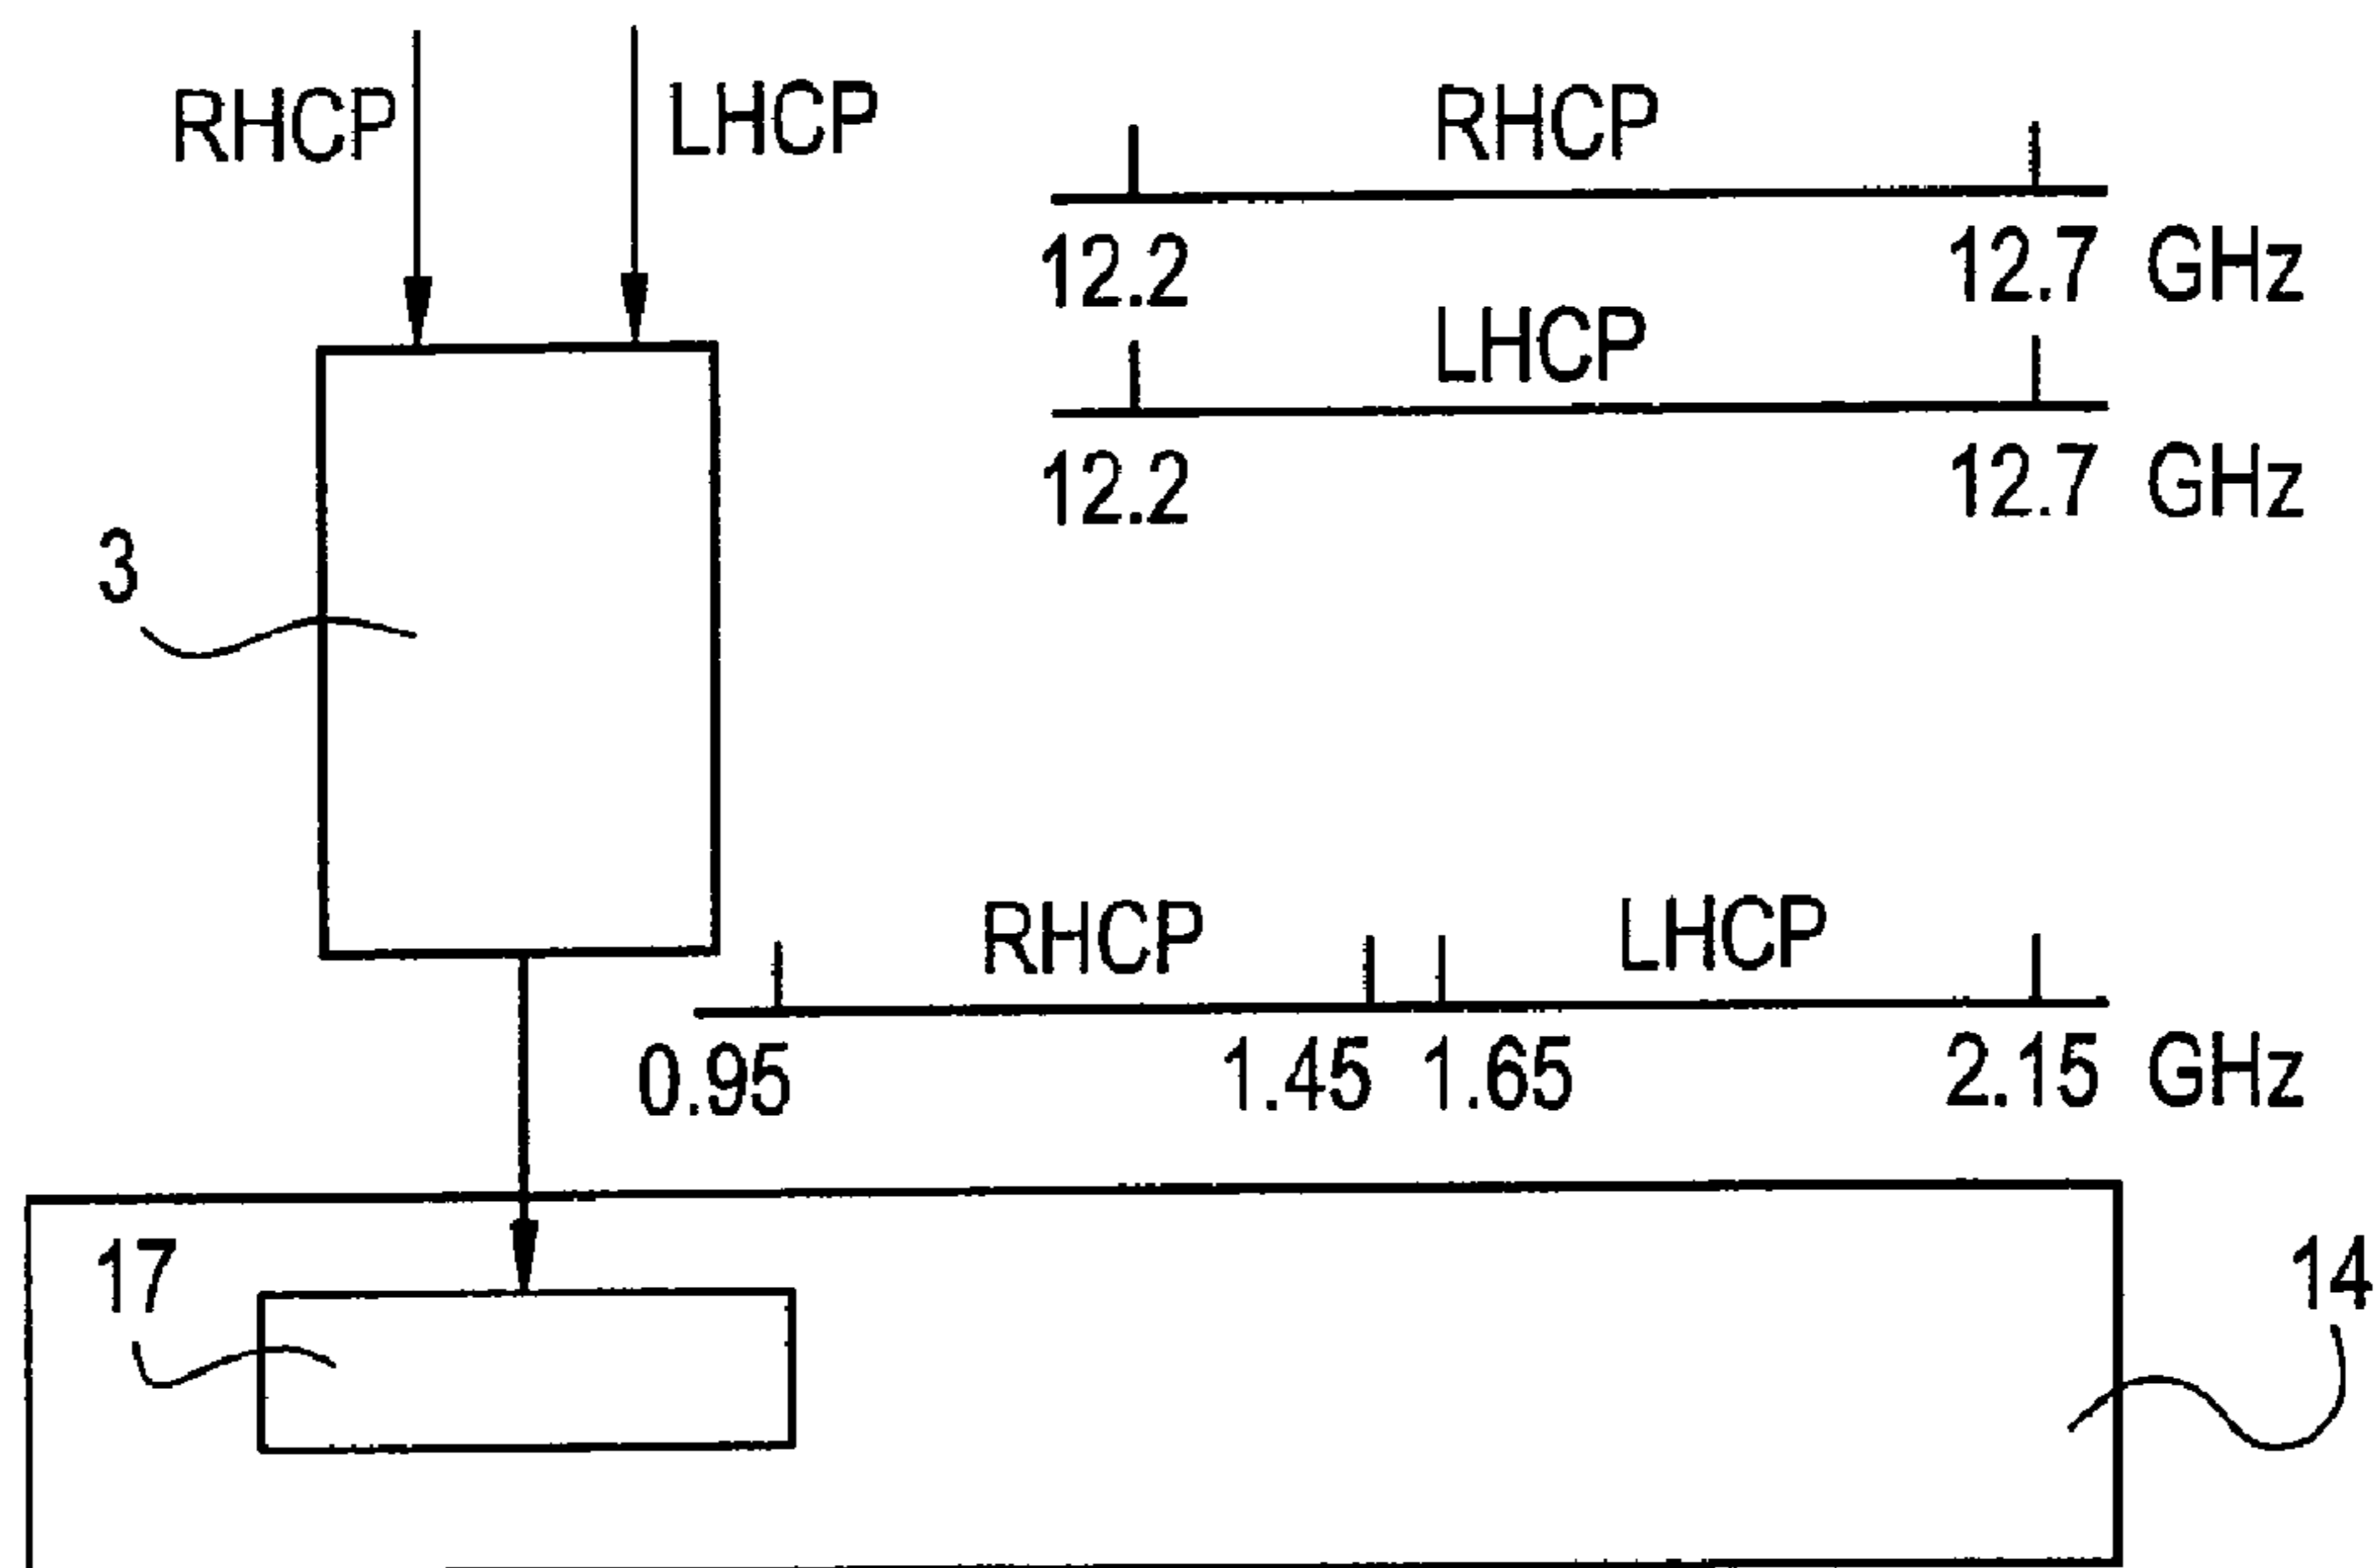 RHCP LHCP RHCP
12.2 12.7 GHz
LHCP
12.2 12.7 GHz
3
RHCP LHCP
0.95 1.45 1.65 2.15 GHz
17 14